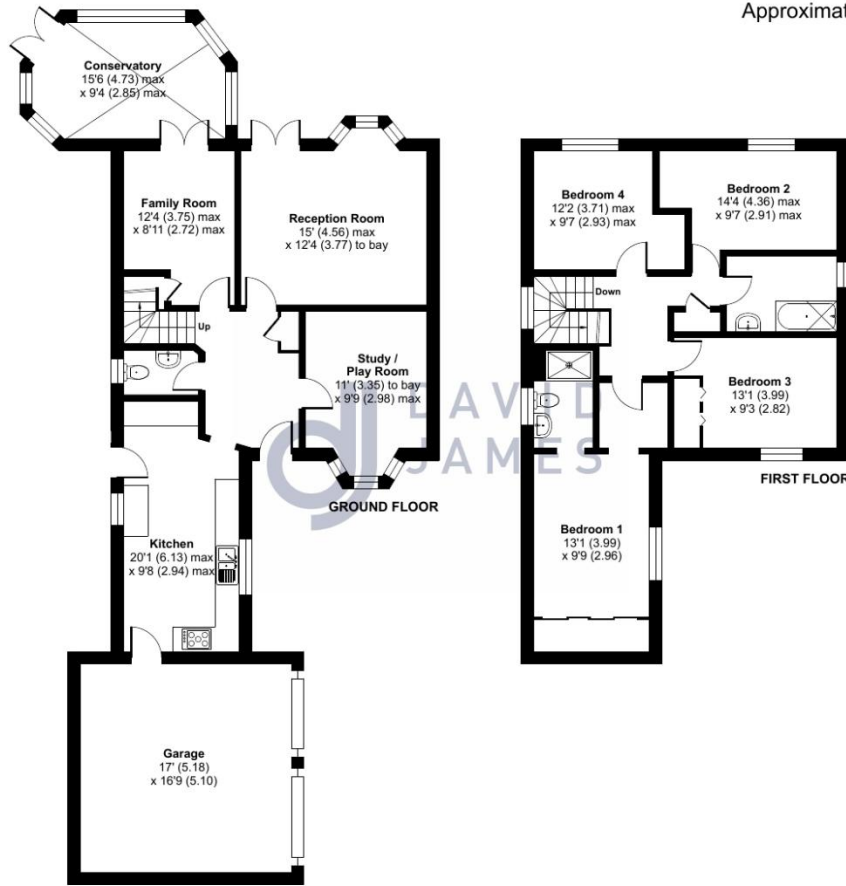 Approximat
Conservatory
15'6 (4.73) max
x 9'4 (2.85) max
Family Room
12'4 (3.75) max
x 8'11 (2.72) max
Reception Room
15' (4.56) max
x 12'4 (3.77) to bay
Up
Study /
Play Room
11' (3.35) to bay
x 9'9 (2.98) max
Kitchen
20'1 (6.13) max
x 9'8 (2.94) max
GROUND FLOOR
Garage
17' (5.18)
x 16'9 (5.10)
Bedroom 4
12'2 (3.71) max
x 9'7 (2.93) max
Bedroom 2
14'4 (4.36) max
x 9'7 (2.91) max
Down
Bedroom 3
13'1 (3.99)
x 9'3 (2.82)
Bedroom 1
13'1 (3.99)
x 9'9 (2.96)
FIRST FLOOR
dj
DAVID
JAMES